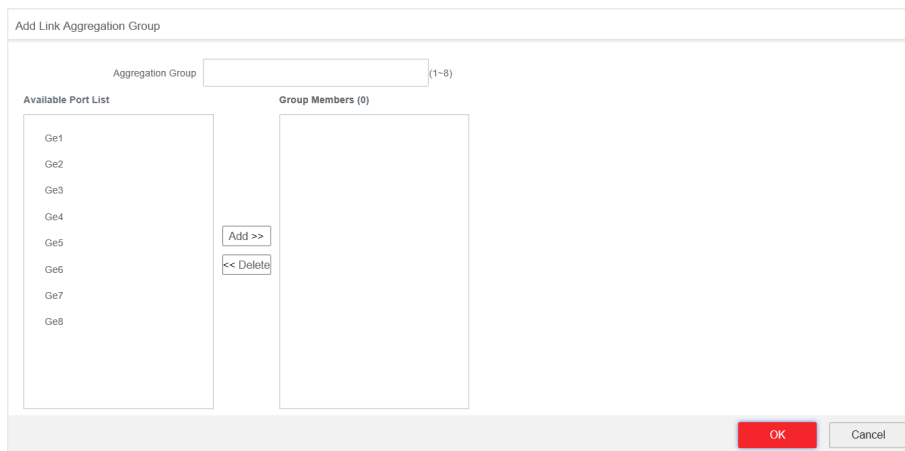 Add Link Aggregation Group
Aggregation Group (1~8)
Available Port List
Group Members (0)
Ge1
Ge2
Ge3
Ge4
Ge5
Ge6
Ge7
Ge8
Add >>
<< Delete
OK
Cancel